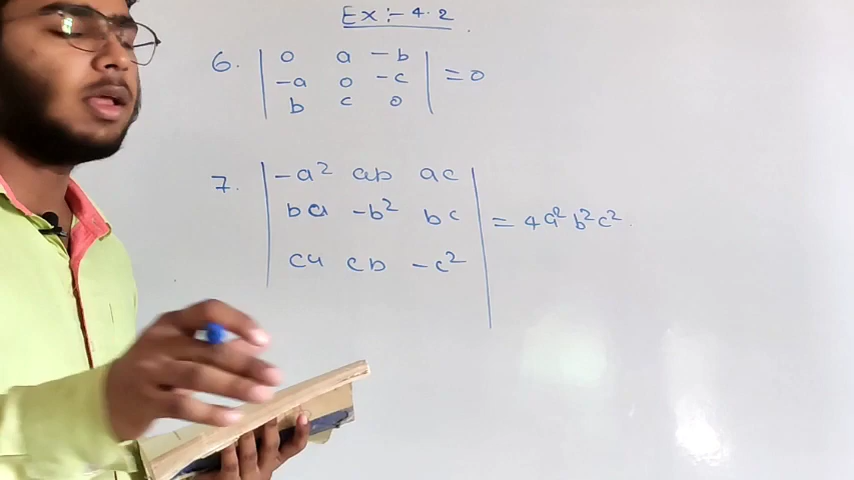 Ex :- 4.2
6. | 0 a -b |
| -a 0 -c | = 0
| b c 0 |
7. | -a² ab ac |
| ba -b² bc | = 4a²b²c².
| ca cb -c² |